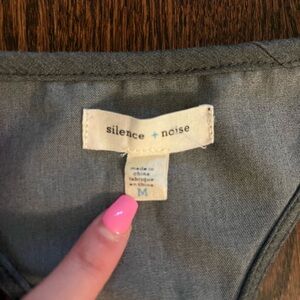 silence + noise
made in
china
fabriqué
en chine
M